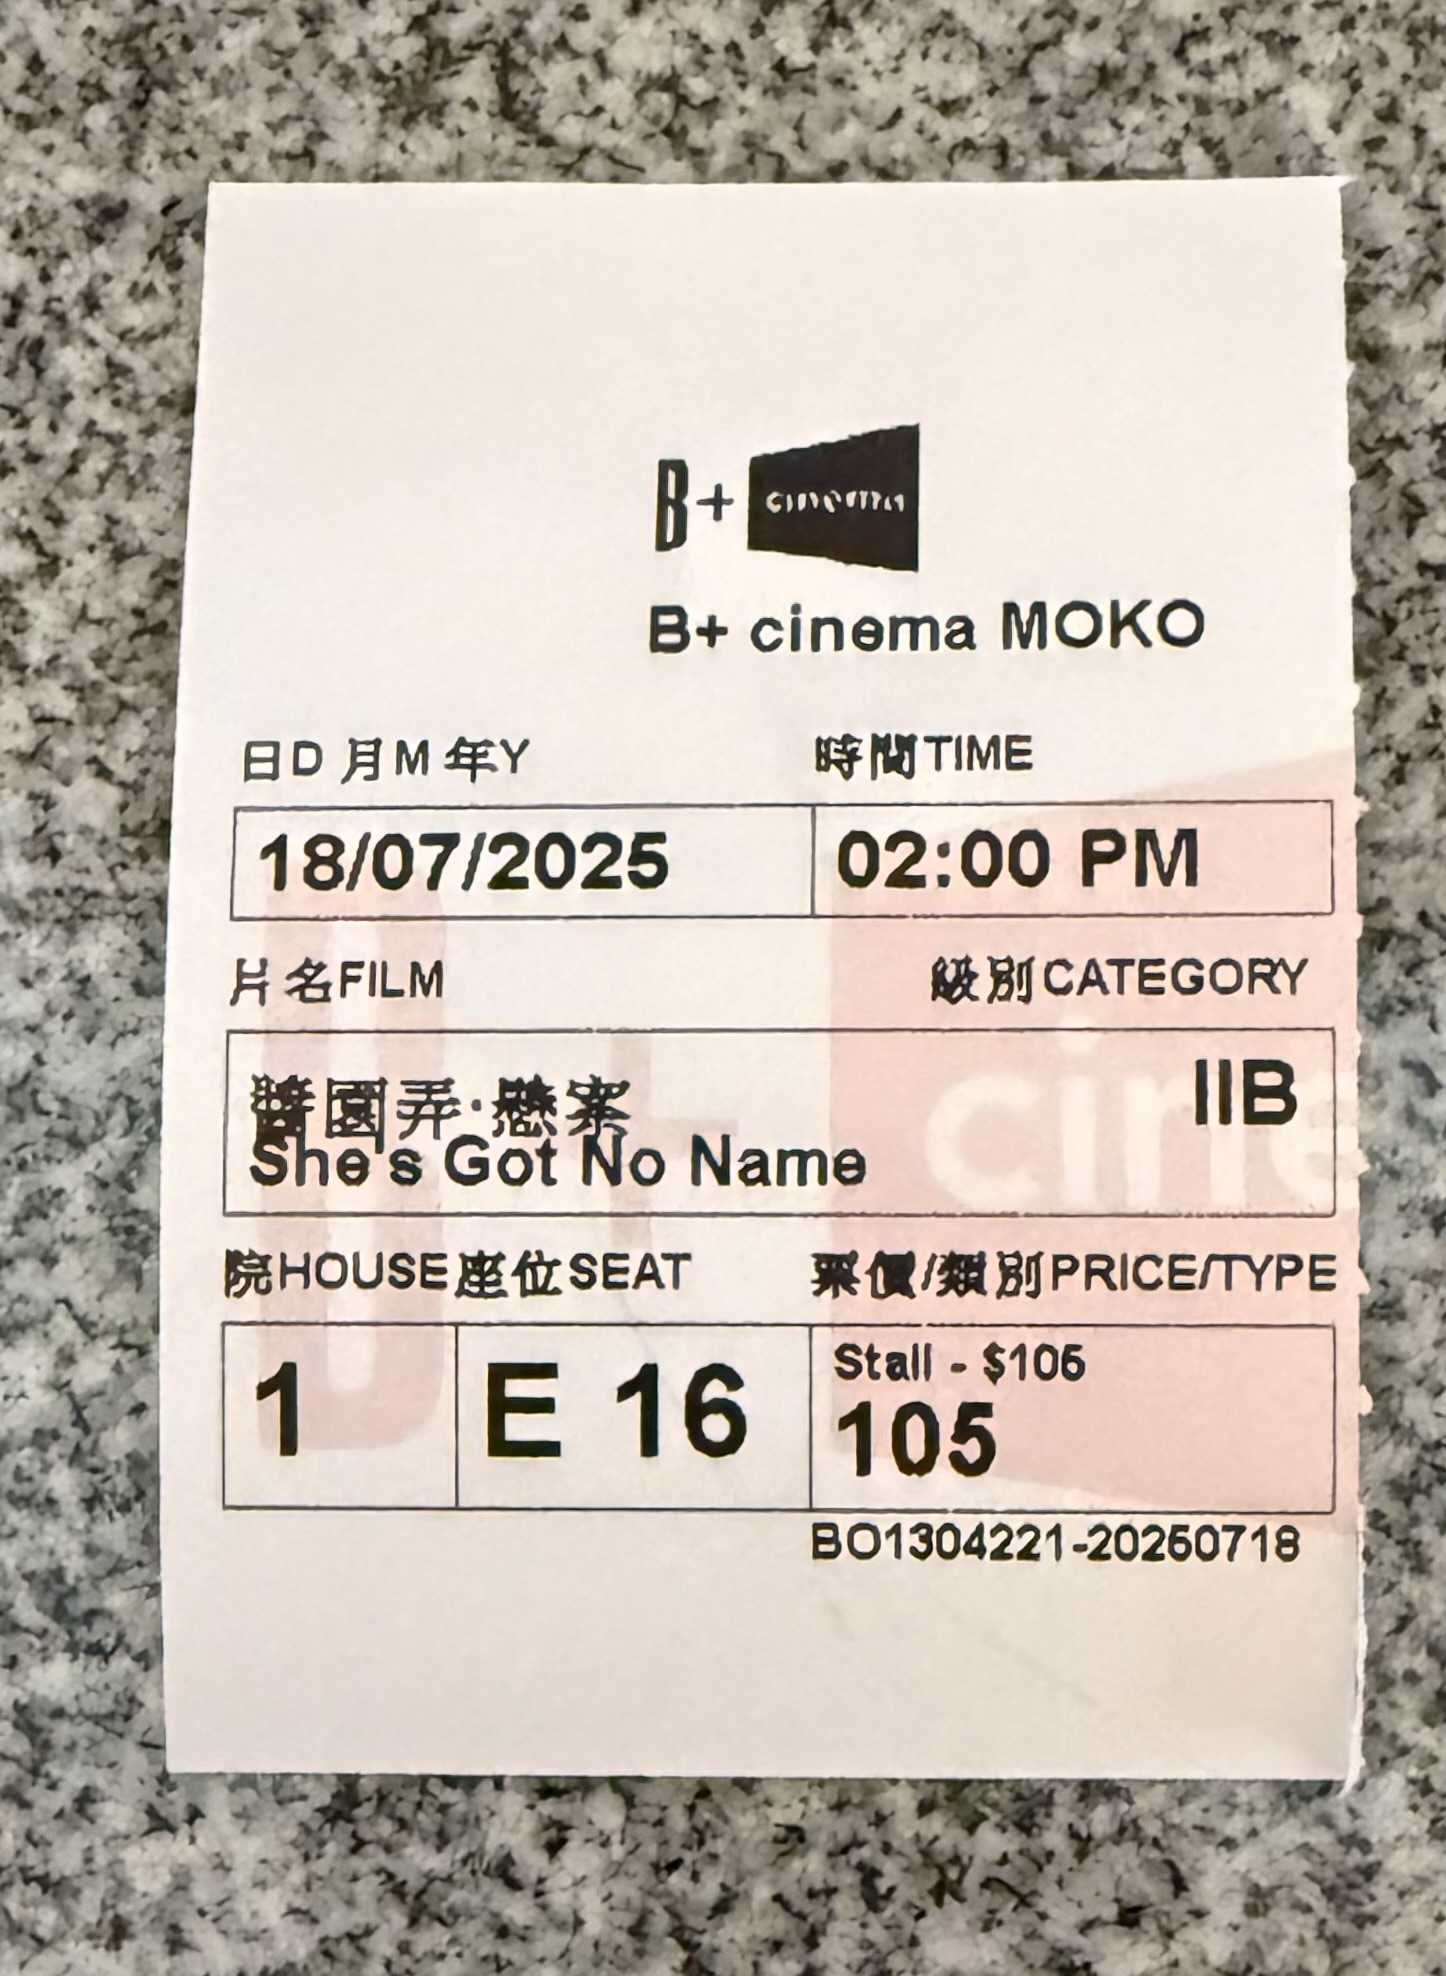 B+ cinema
B+ cinema MOKO
日D 月M 年Y 時間TIME
18/07/2025 02:00 PM
片名FILM 級別CATEGORY
醬園弄·懸案 IIB
She's Got No Name
院HOUSE 座位SEAT 票價/類別PRICE/TYPE
1 E 16 Stall - $105
105
BO1304221-20250718
cine